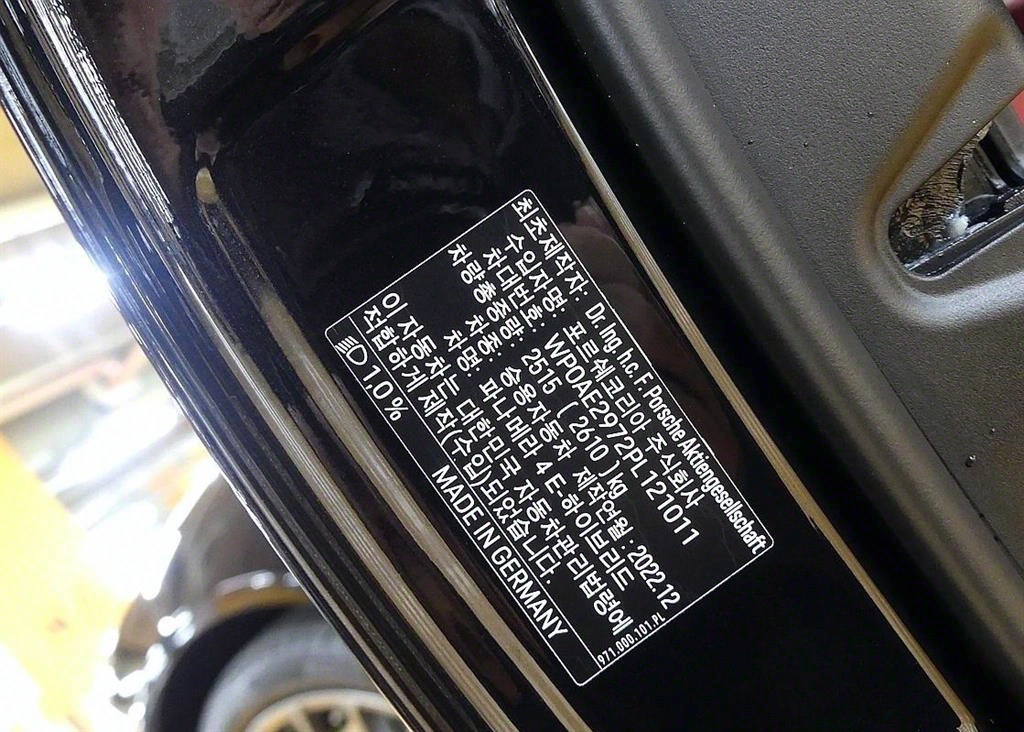 최초제작자: Dr. Ing. h.c. F. Porsche Aktiengesellschaft
수입자명: 포르쉐코리아 주식회사
차대번호: WP0AE2972PL121011
차량총중량: 2515 ( 2610 ) kg
차종: 승용자동차 제작연월: 2022.12
차명: 파나메라 4 E-하이브리드
이 자동차는 대한민국 자동차관리법령에
적합하게 제작(수입)되었습니다.
971.000.101.PL
1.0 % MADE IN GERMANY